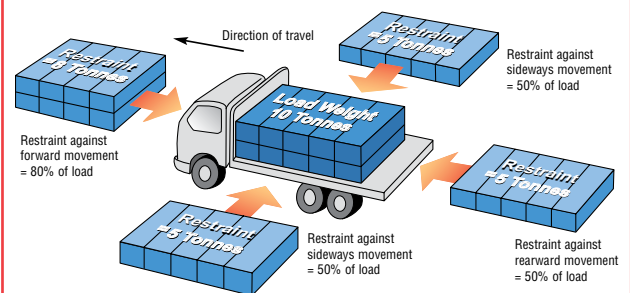 Direction of travel
Restraint
=8 Tonnes
Restraint against
forward movement
= 80% of load
Restraint
=5 Tonnes
Restraint against
sideways movement
= 50% of load
Load Weight
10 Tonnes
Restraint
=5 Tonnes
Restraint against
sideways movement
= 50% of load
Restraint
=5 Tonnes
Restraint against
rearward movement
= 50% of load